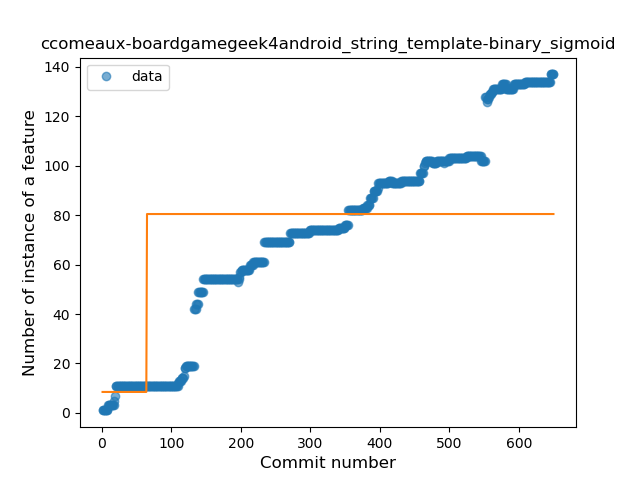 ccomeaux-boardgamegeek4android_string_template-binary_sigmoid
data
Number of instance of a feature
140
120
100
80
60
40
20
0
0 100 200 300 400 500 600
Commit number